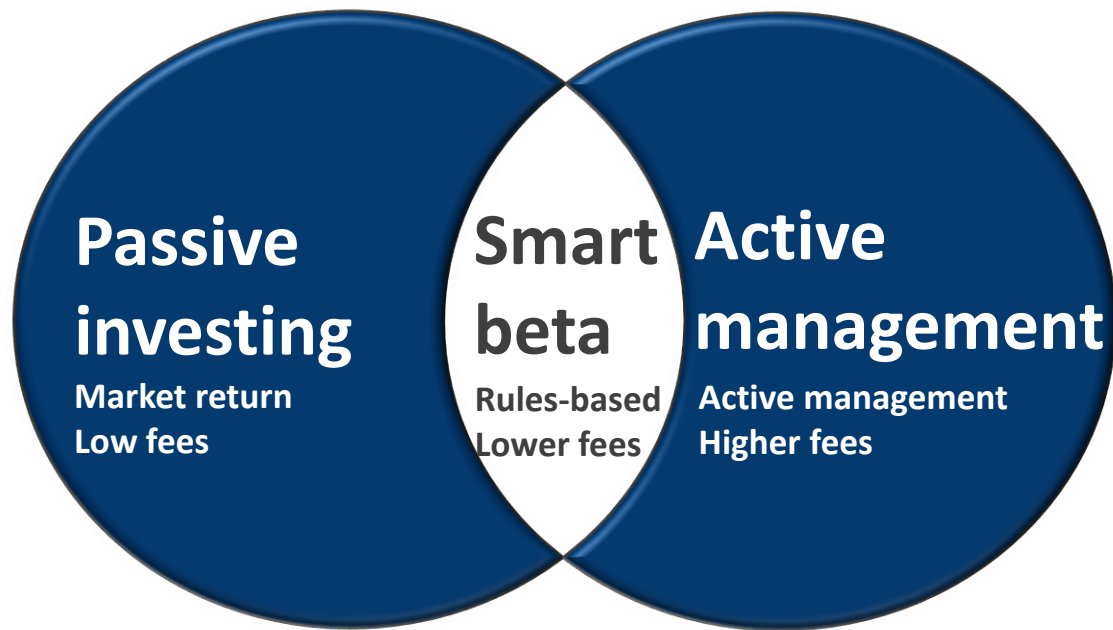 Passive
investing
Market return
Low fees
Smart
beta
Rules-based
Lower fees
Active
management
Active management
Higher fees